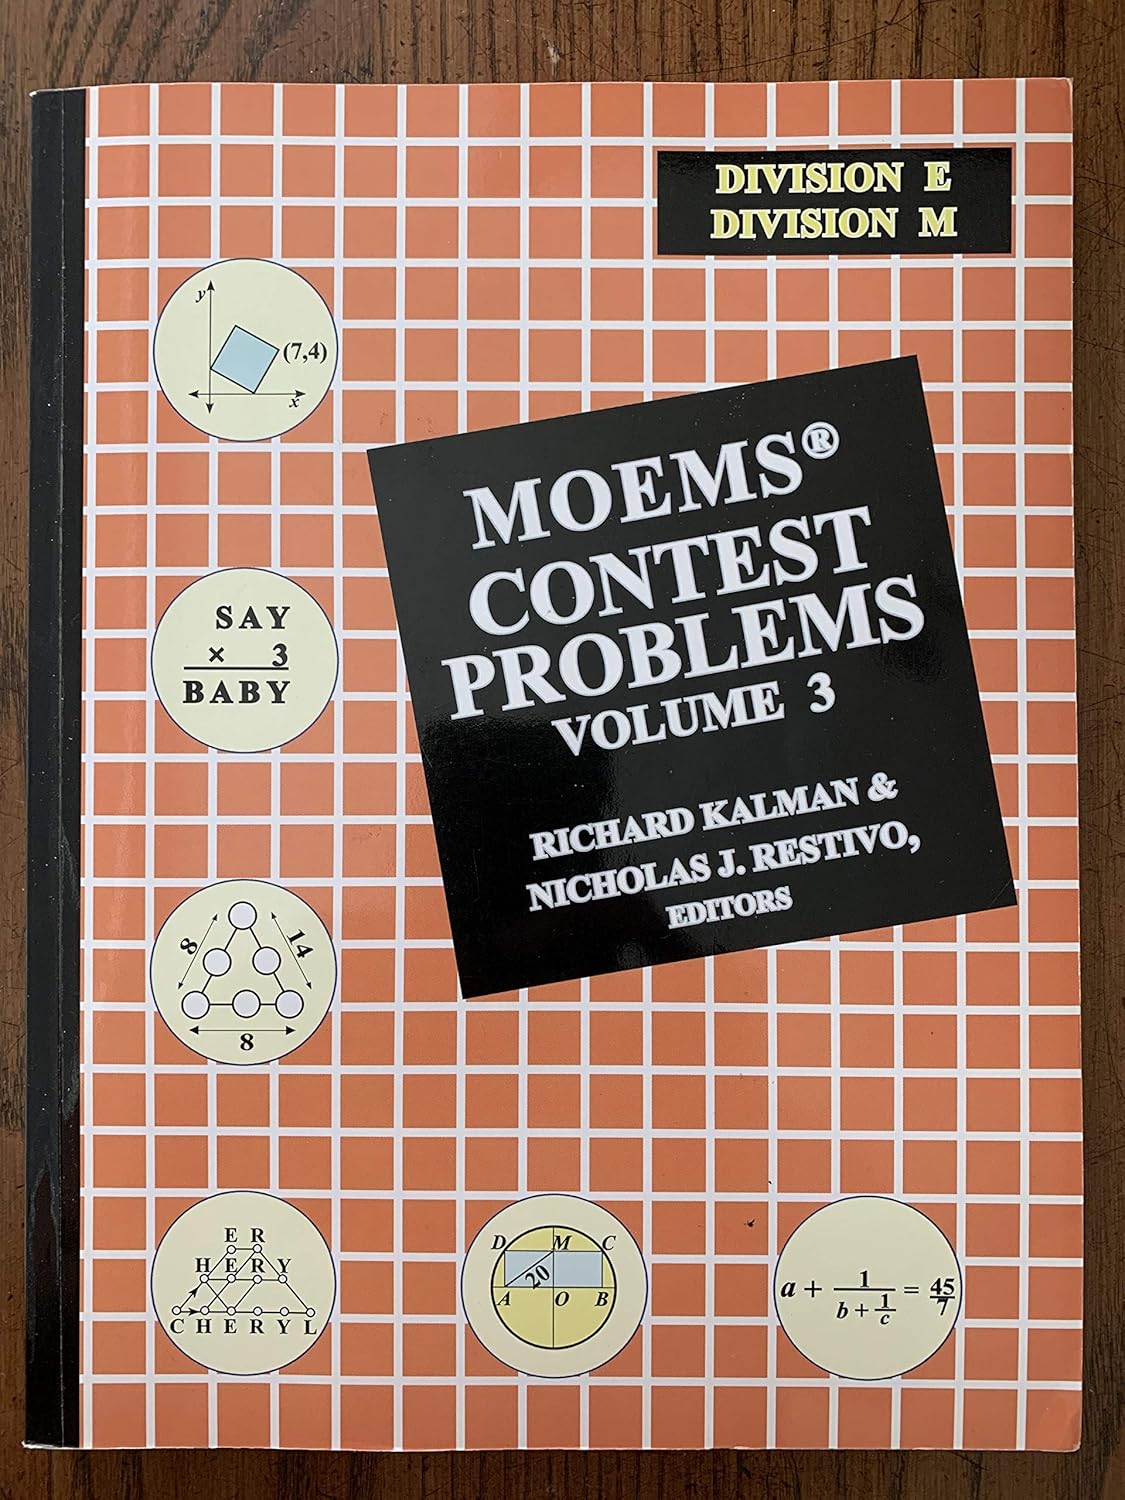 DIVISION E
DIVISION M
y
(7,4)
x
MOEMS®
CONTEST
PROBLEMS
VOLUME 3
RICHARD KALMAN &
NICHOLAS J. RESTIVO,
EDITORS
SAY
× 3
BABY
8
14
8
E R
H E R Y
C H E R Y L
D M C
20
A O B
a + 1/(b + 1/c) = 45/7